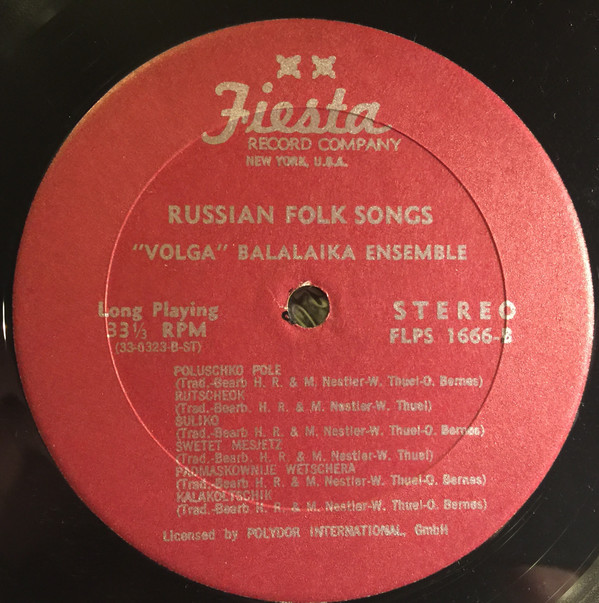 Fiesta
RECORD COMPANY
NEW YORK, U.S.A.
RUSSIAN FOLK SONGS
"VOLGA" BALALAIKA ENSEMBLE
Long Playing
33⅓ RPM
(33-0323-B-ST)
STEREO
FLPS 1666-B
POLUSCHKO POLE
(Trad.-Bearb H. R. & M. Nestler-W. Thuel-O. Bernes)
RUTSCHEOK
(Trad.-Bearb. H. R. & M. Nestler-W. Thuel)
SULIKO
(Trad.-Bearb H. R. & M. Nestler-W. Thuel-O. Bernes)
SWETET MESJETZ
(Trad.-Bearb. H. R. & M. Nestler-W. Thuel)
PADMASKOWNIJE WETSCHERA
(Trad.-Bearb H. R. & M. Nestler-W. Thuel-O. Bernes)
KALAKOLTSCHIK
(Trad.-Bearb H. R. & M. Nestler-W. Thuel-O. Bernes)
Licensed by POLYDOR INTERNATIONAL, GmbH